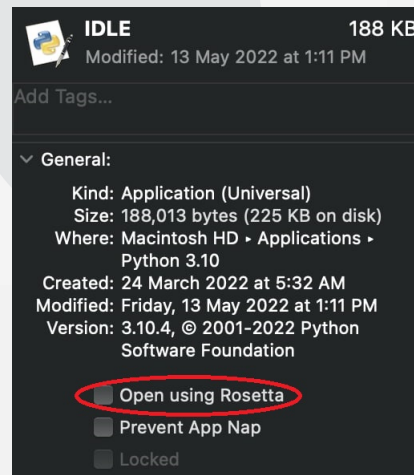 IDLE 188 KB
Modified: 13 May 2022 at 1:11 PM
Add Tags...
General:
Kind: Application (Universal)
Size: 188,013 bytes (225 KB on disk)
Where: Macintosh HD ▸ Applications ▸
Python 3.10
Created: 24 March 2022 at 5:32 AM
Modified: Friday, 13 May 2022 at 1:11 PM
Version: 3.10.4, © 2001-2022 Python
Software Foundation
Open using Rosetta
Prevent App Nap
Locked